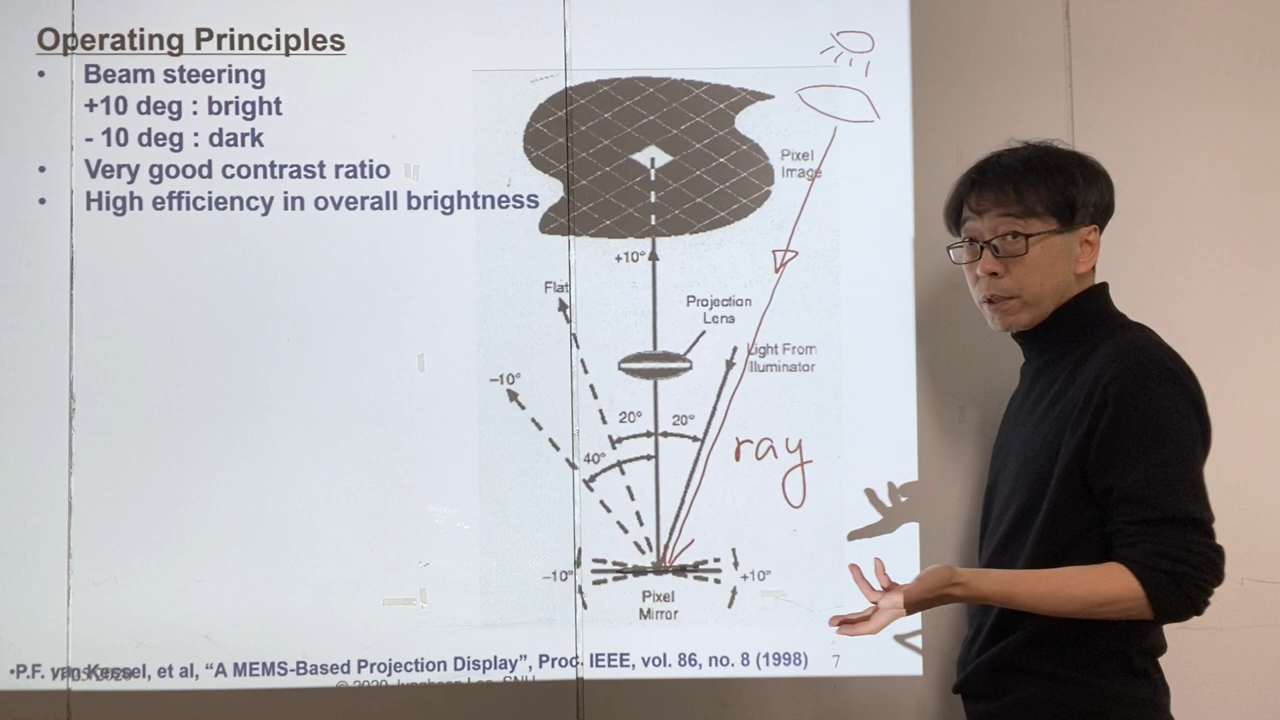 Operating Principles
• Beam steering
+10 deg : bright
- 10 deg : dark
• Very good contrast ratio
• High efficiency in overall brightness
Pixel
Image
+10°
Flat
Projection
Lens
Light From
Illuminator
−10°
20° 20°
40°
ray
−10°
+10°
Pixel
Mirror
•P.F. van Kessel, et al, “A MEMS-Based Projection Display”, Proc. IEEE, vol. 86, no. 8 (1998)
7